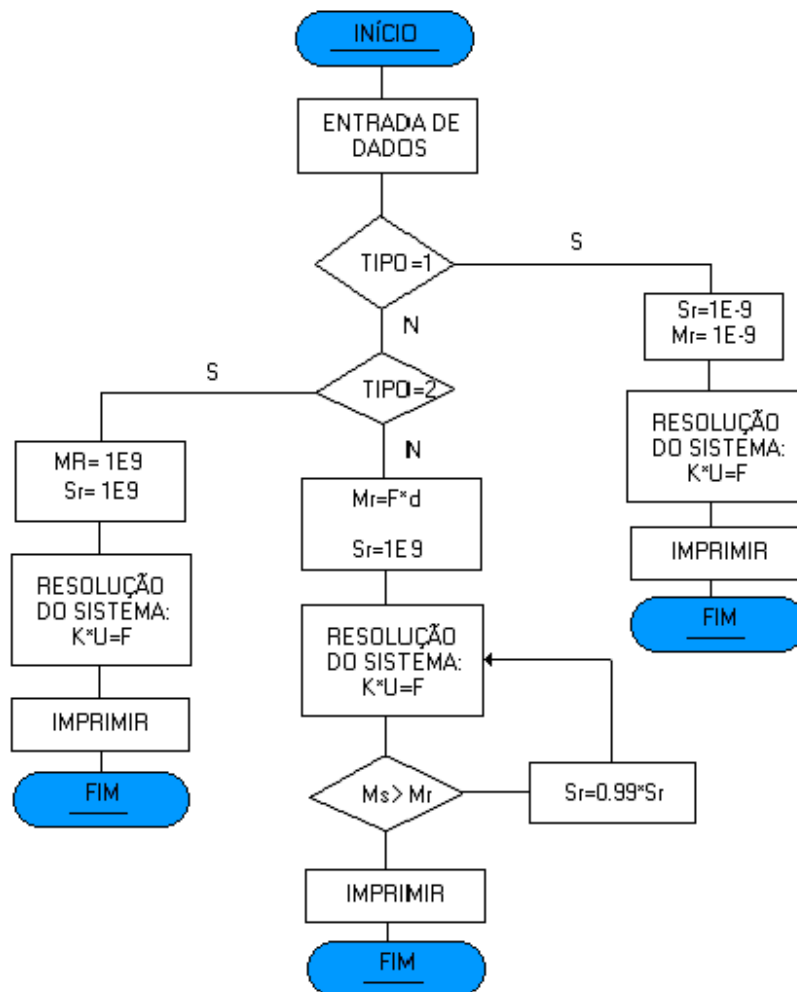 INÍCIO
ENTRADA DE
DADOS
TIPO=1
S
N
Sr=1E-9
Mr= 1E-9
RESOLUÇÃO
DO SISTEMA:
K*U=F
IMPRIMIR
FIM
TIPO=2
S
N
MR= 1E9
Sr= 1E9
RESOLUÇÃO
DO SISTEMA:
K*U=F
IMPRIMIR
FIM
Mr=F*d
Sr=1E9
RESOLUÇÃO
DO SISTEMA:
K*U=F
Ms> Mr
Sr=0.99*Sr
IMPRIMIR
FIM